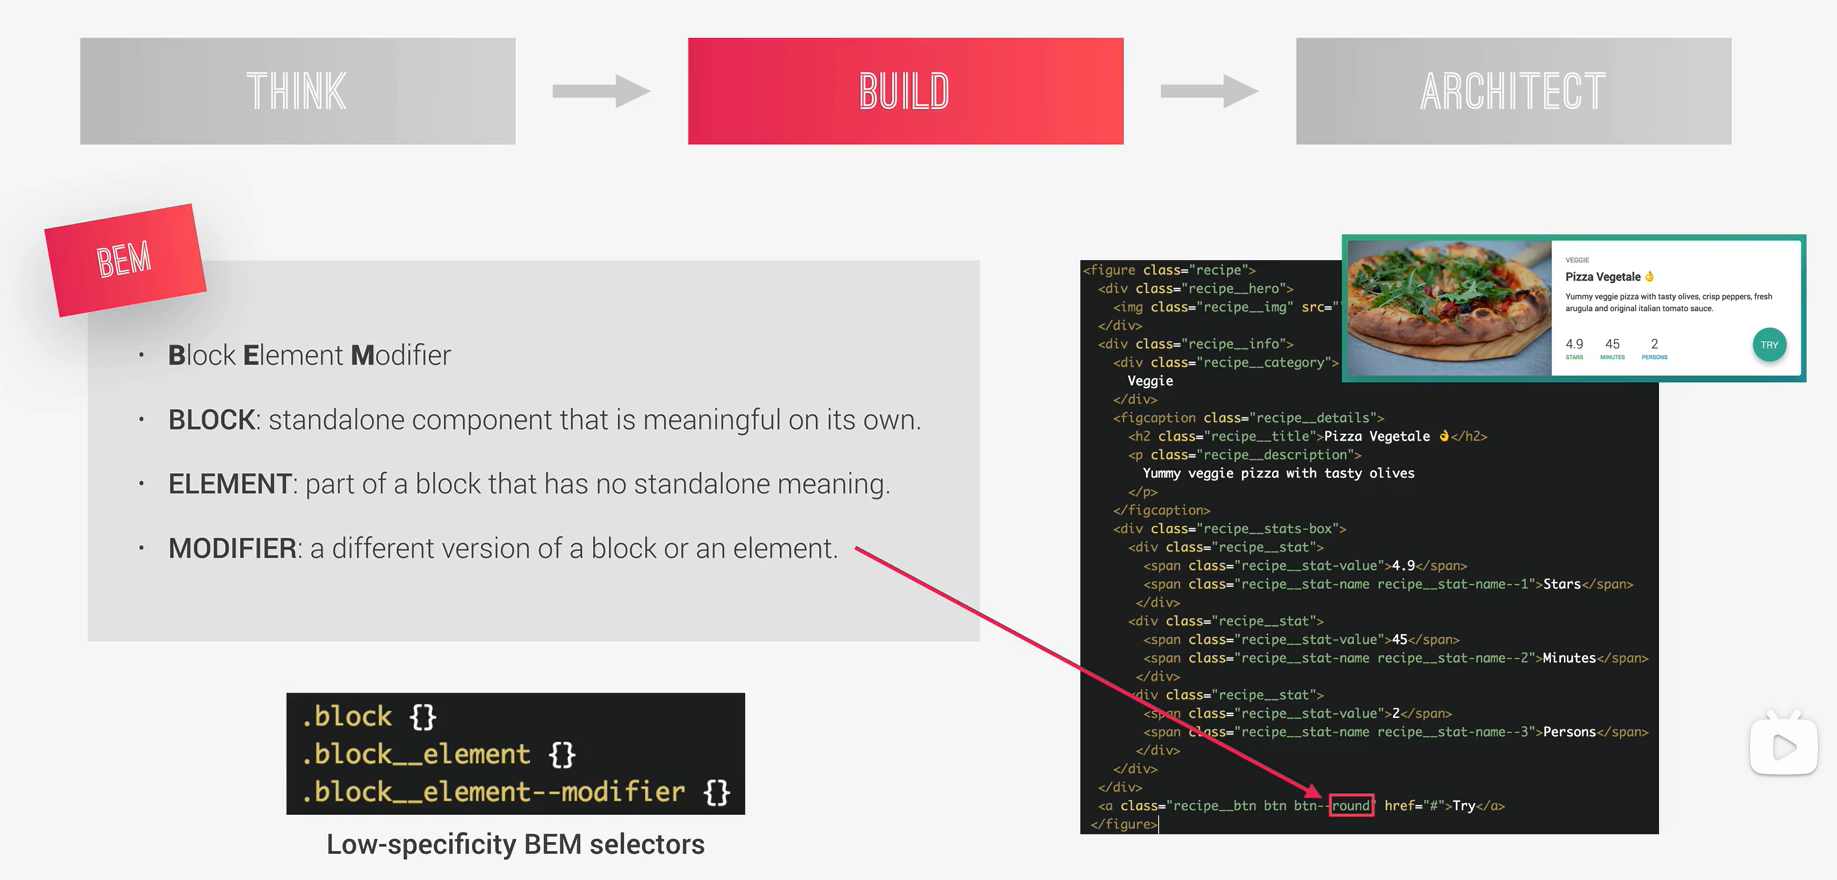 THINK
BUILD
ARCHITECT
BEM
• Block Element Modifier
• BLOCK: standalone component that is meaningful on its own.
• ELEMENT: part of a block that has no standalone meaning.
• MODIFIER: a different version of a block or an element.
.block {}
.block__element {}
.block__element--modifier {}
Low-specificity BEM selectors
<figure class="recipe">
<div class="recipe__hero">
<img class="recipe__img" src="
</div>
<div class="recipe__info">
<div class="recipe__category">
Veggie
</div>
<figcaption class="recipe__details">
<h2 class="recipe__title">Pizza Vegetale 👌</h2>
<p class="recipe__description">
Yummy veggie pizza with tasty olives
</p>
</figcaption>
<div class="recipe__stats-box">
<div class="recipe__stat">
<span class="recipe__stat-value">4.9</span>
<span class="recipe__stat-name recipe__stat-name--1">Stars</span>
</div>
<div class="recipe__stat">
<span class="recipe__stat-value">45</span>
<span class="recipe__stat-name recipe__stat-name--2">Minutes</span>
</div>
<div class="recipe__stat">
<span class="recipe__stat-value">2</span>
<span class="recipe__stat-name recipe__stat-name--3">Persons</span>
</div>
</div>
</div>
<a class="recipe__btn btn btn--round" href="#">Try</a>
</figure>
VEGGIE
Pizza Vegetale 👌
Yummy veggie pizza with tasty olives, crisp peppers, fresh
arugula and original italian tomato sauce.
4.9 45 2
STARS MINUTES PERSONS
TRY